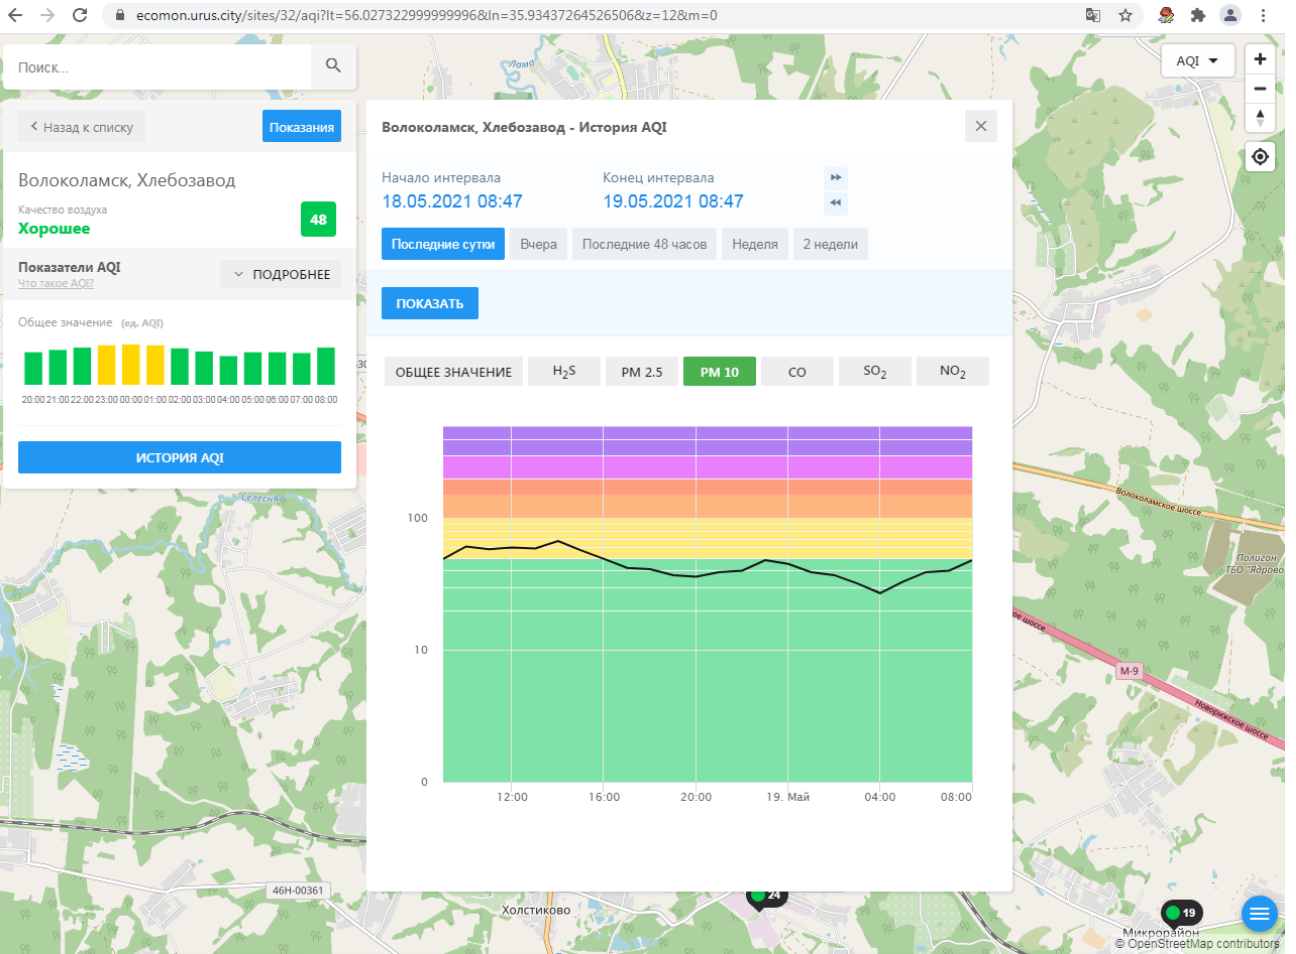 ecomon.urus.city/sites/32/aqi?lt=56.027322999999996&ln=35.93437264526506&z=12&m=0
Поиск...
AQI
Лама
Назад к списку
Показания
Волоколамск, Хлебозавод
Качество воздуха
Хорошее
48
Показатели AQI
Что такое AQI?
ПОДРОБНЕЕ
Общее значение (ед. AQI)
20:00 21:00 22:00 23:00 00:00 01:00 02:00 03:00 04:00 05:00 06:00 07:00 08:00
ИСТОРИЯ AQI
Волоколамск, Хлебозавод - История AQI
Начало интервала
Конец интервала
18.05.2021 08:47
19.05.2021 08:47
Последние сутки
Вчера
Последние 48 часов
Неделя
2 недели
ПОКАЗАТЬ
ОБЩЕЕ ЗНАЧЕНИЕ
H2S
PM 2.5
PM 10
CO
SO2
NO2
100
10
0
12:00
16:00
20:00
19. Май
04:00
08:00
Селесня
Волоколамское шоссе
Полигон
ТБО "Ядрово
М-9
Новорижское шоссе
46Н-00361
Холстиково
24
19
Микрорайон
© OpenStreetMap contributors